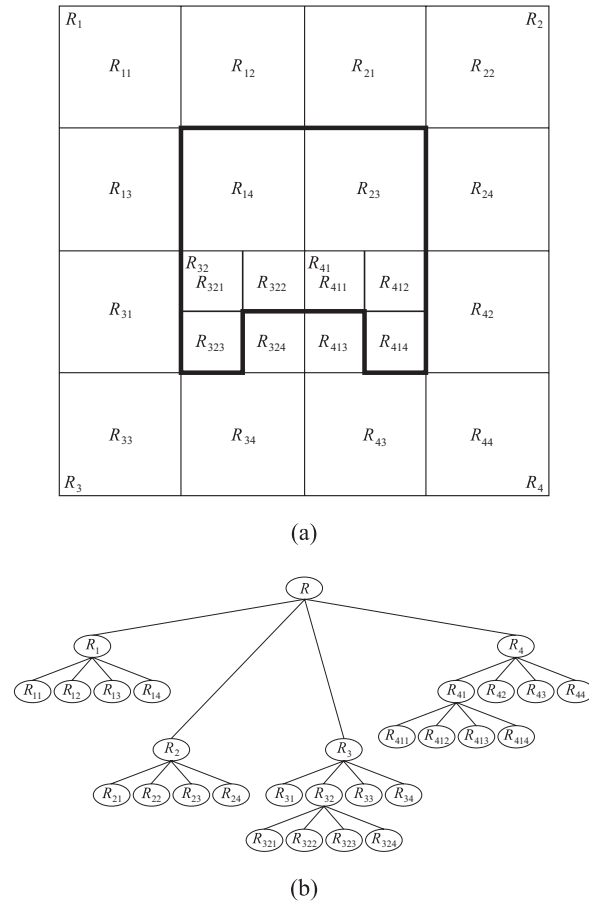 R₁ R₂
R₁₁ R₁₂ R₂₁ R₂₂
R₁₃ R₁₄ R₂₃ R₂₄
R₃₂ R₄₁
R₃₂₁ R₃₂₂ R₄₁₁ R₄₁₂
R₃₁ R₄₂
R₃₂₃ R₃₂₄ R₄₁₃ R₄₁₄
R₃₃ R₃₄ R₄₃ R₄₄
R₃ R₄
(a)
R
R₁ R₄
R₁₁ R₁₂ R₁₃ R₁₄ R₄₁ R₄₂ R₄₃ R₄₄
R₄₁₁ R₄₁₂ R₄₁₃ R₄₁₄
R₂ R₃
R₂₁ R₂₂ R₂₃ R₂₄ R₃₁ R₃₂ R₃₃ R₃₄
R₃₂₁ R₃₂₂ R₃₂₃ R₃₂₄
(b)